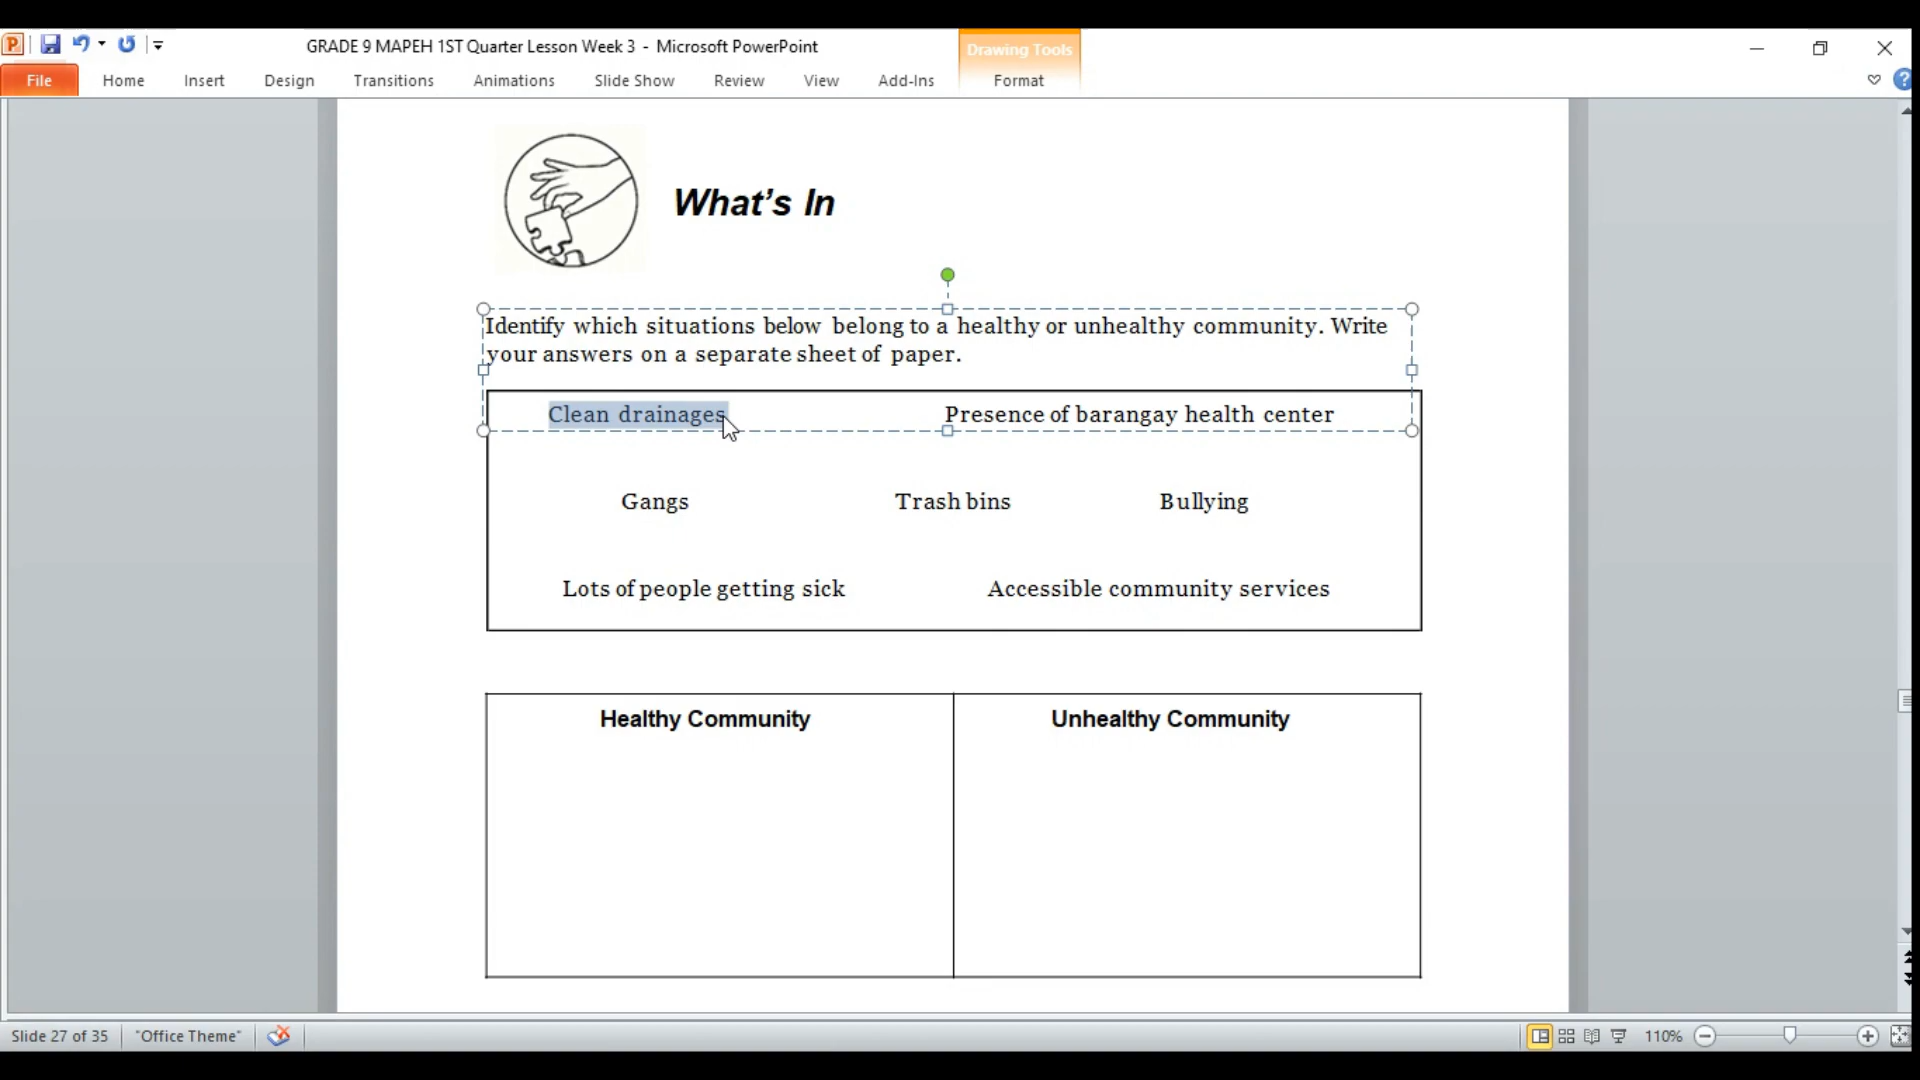 GRADE 9 MAPEH 1ST Quarter Lesson Week 3 - Microsoft PowerPoint
Drawing Tools
File Home Insert Design Transitions Animations Slide Show Review View Add-Ins Format
What's In
Identify which situations below belong to a healthy or unhealthy community. Write
your answers on a separate sheet of paper.
Clean drainages Presence of barangay health center
Gangs Trash bins Bullying
Lots of people getting sick Accessible community services
Healthy Community Unhealthy Community
Slide 27 of 35 "Office Theme" 110%